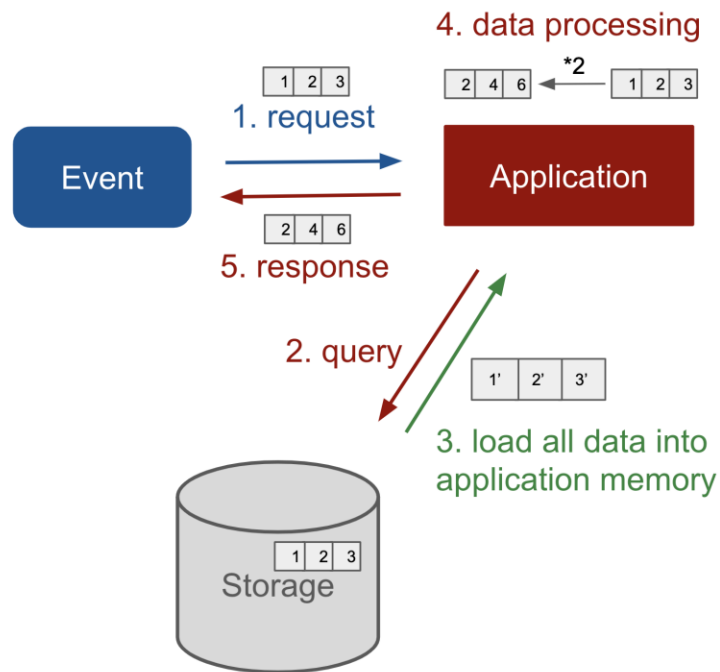 4. data processing
1 2 3
2 4 6
*2
1 2 3
1. request
Event
Application
2 4 6
5. response
2. query
1’ 2’ 3’
3. load all data into
application memory
1 2 3
Storage